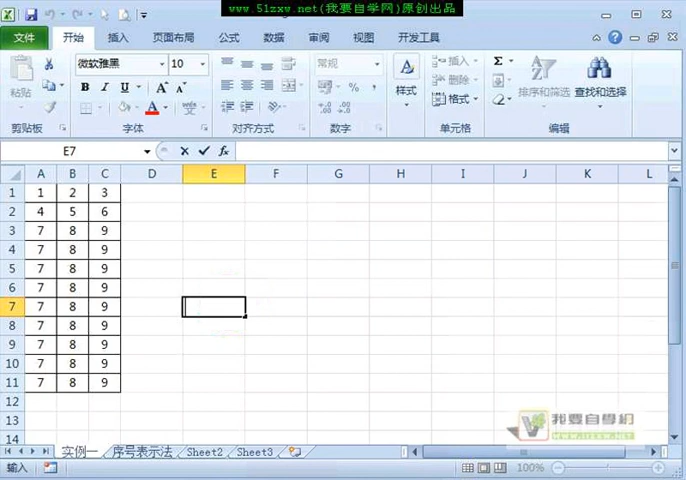 www.51zxw.net(我要自学网)原创出品
文件 开始 插入 页面布局 公式 数据 审阅 视图 开发工具
微软雅黑 10 常规 Σ
插入
删除
粘贴 B I U A 样式 格式 排序和筛选 查找和选择
剪贴板 字体 对齐方式 数字 单元格 编辑
E7 fx
A B C D E F G H I J K L
1 1 2 3
2 4 5 6
3 7 8 9
4 7 8 9
5 7 8 9
6 7 8 9
7 7 8 9
8 7 8 9
9 7 8 9
10 7 8 9
11 7 8 9
12
13
14
我要自學網
WWW.51ZXW.NET
实例一 序号表示法 Sheet2 Sheet3
输入 100%